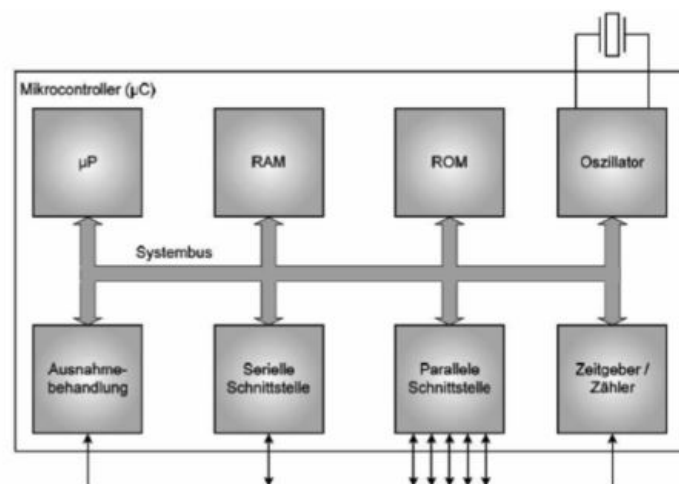 Mikrocontroller (µC)
µP
RAM
ROM
Oszillator
Systembus
Ausnahme-
behandlung
Serielle
Schnittstelle
Parallele
Schnittstelle
Zeitgeber /
Zähler